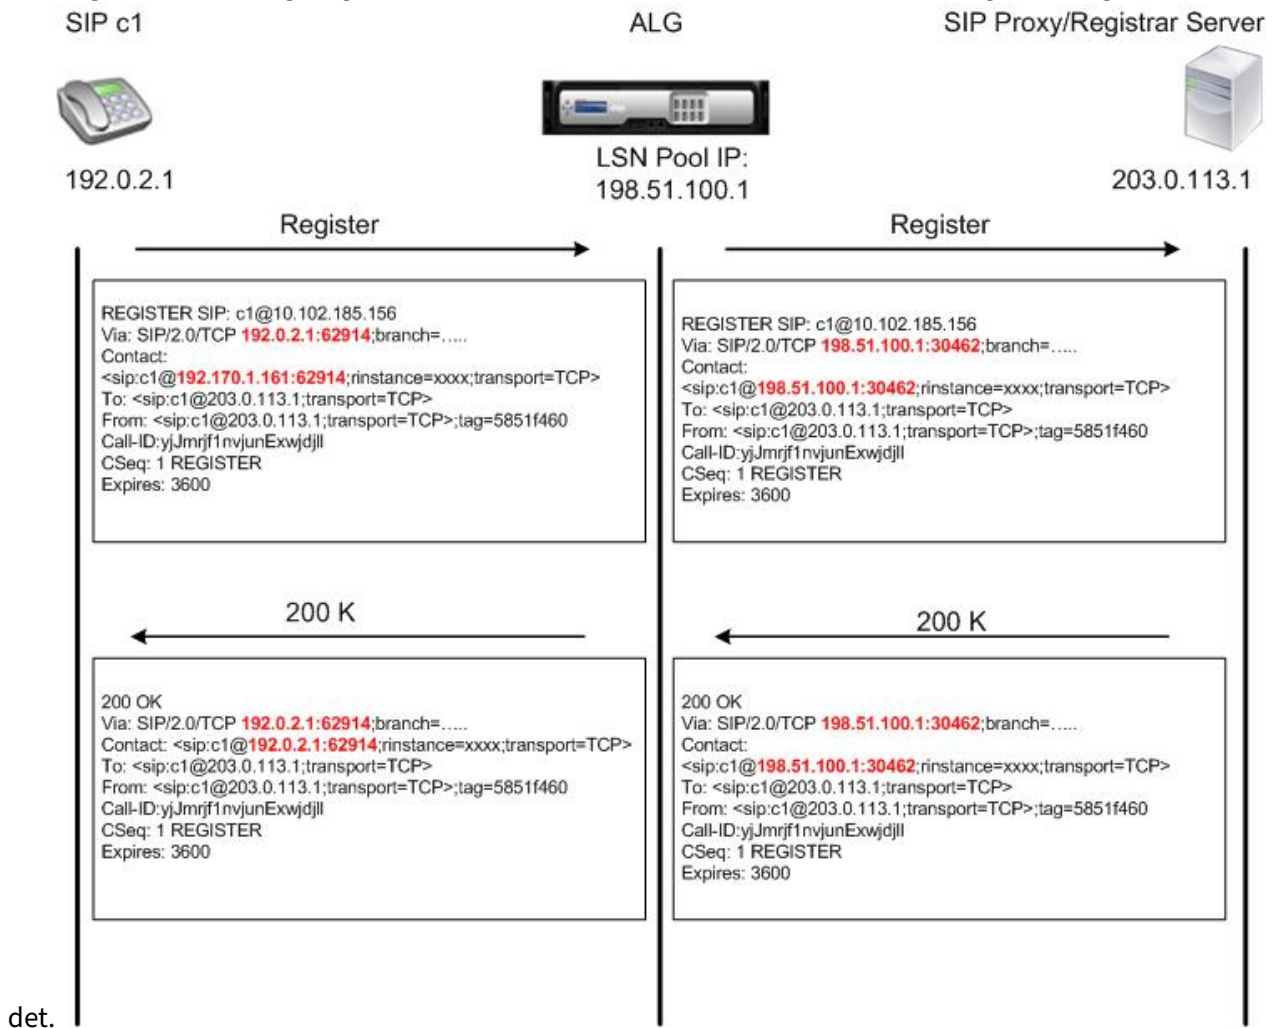 SIP c1
ALG
SIP Proxy/Registrar Server
LSN Pool IP:
198.51.100.1
192.0.2.1
203.0.113.1
Register
Register
REGISTER SIP: c1@10.102.185.156
Via: SIP/2.0/TCP 192.0.2.1:62914;branch=.....
Contact:
<sip:c1@192.170.1.161:62914;rinstance=xxxx;transport=TCP>
To: <sip:c1@203.0.113.1;transport=TCP>
From: <sip:c1@203.0.113.1;transport=TCP>;tag=5851f460
Call-ID:yjJmrjf1nvjunExwjdjll
CSeq: 1 REGISTER
Expires: 3600
REGISTER SIP: c1@10.102.185.156
Via: SIP/2.0/TCP 198.51.100.1:30462;branch=.....
Contact:
<sip:c1@198.51.100.1:30462;rinstance=xxxx;transport=TCP>
To: <sip:c1@203.0.113.1;transport=TCP>
From: <sip:c1@203.0.113.1;transport=TCP>;tag=5851f460
Call-ID:yjJmrjf1nvjunExwjdjll
CSeq: 1 REGISTER
Expires: 3600
200 K
200 K
200 OK
Via: SIP/2.0/TCP 192.0.2.1:62914;branch=.....
Contact: <sip:c1@192.0.2.1:62914;rinstance=xxxx;transport=TCP>
To: <sip:c1@203.0.113.1;transport=TCP>
From: <sip:c1@203.0.113.1;transport=TCP>;tag=5851f460
Call-ID:yjJmrjf1nvjunExwjdjll
CSeq: 1 REGISTER
Expires: 3600
200 OK
Via: SIP/2.0/TCP 198.51.100.1:30462;branch=.....
Contact:
<sip:c1@198.51.100.1:30462;rinstance=xxxx;transport=TCP>
To: <sip:c1@203.0.113.1;transport=TCP>
From: <sip:c1@203.0.113.1;transport=TCP>;tag=5851f460
Call-ID:yjJmrjf1nvjunExwjdjll
CSeq: 1 REGISTER
Expires: 3600
det.